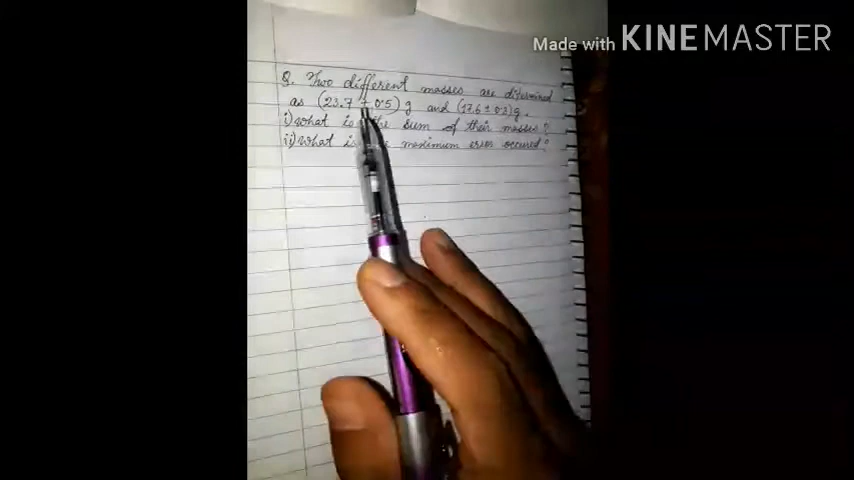 Made with KINEMASTER
Q. Two different masses are determined
as (23.7 ± 0.5) g and (17.6 ± 0.3) g.
i) what is the sum of their masses?
ii) what is maximum error occured?